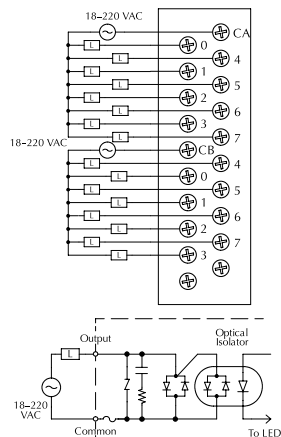 18–220 VAC
CA
L
0
L
4
L
1
L
5
L
2
L
6
L
3
L
7
18–220 VAC
CB
L
4
L
0
L
5
L
1
L
6
L
2
L
7
L
3
Output
Optical
Isolator
L
18–220
VAC
Common
To LED